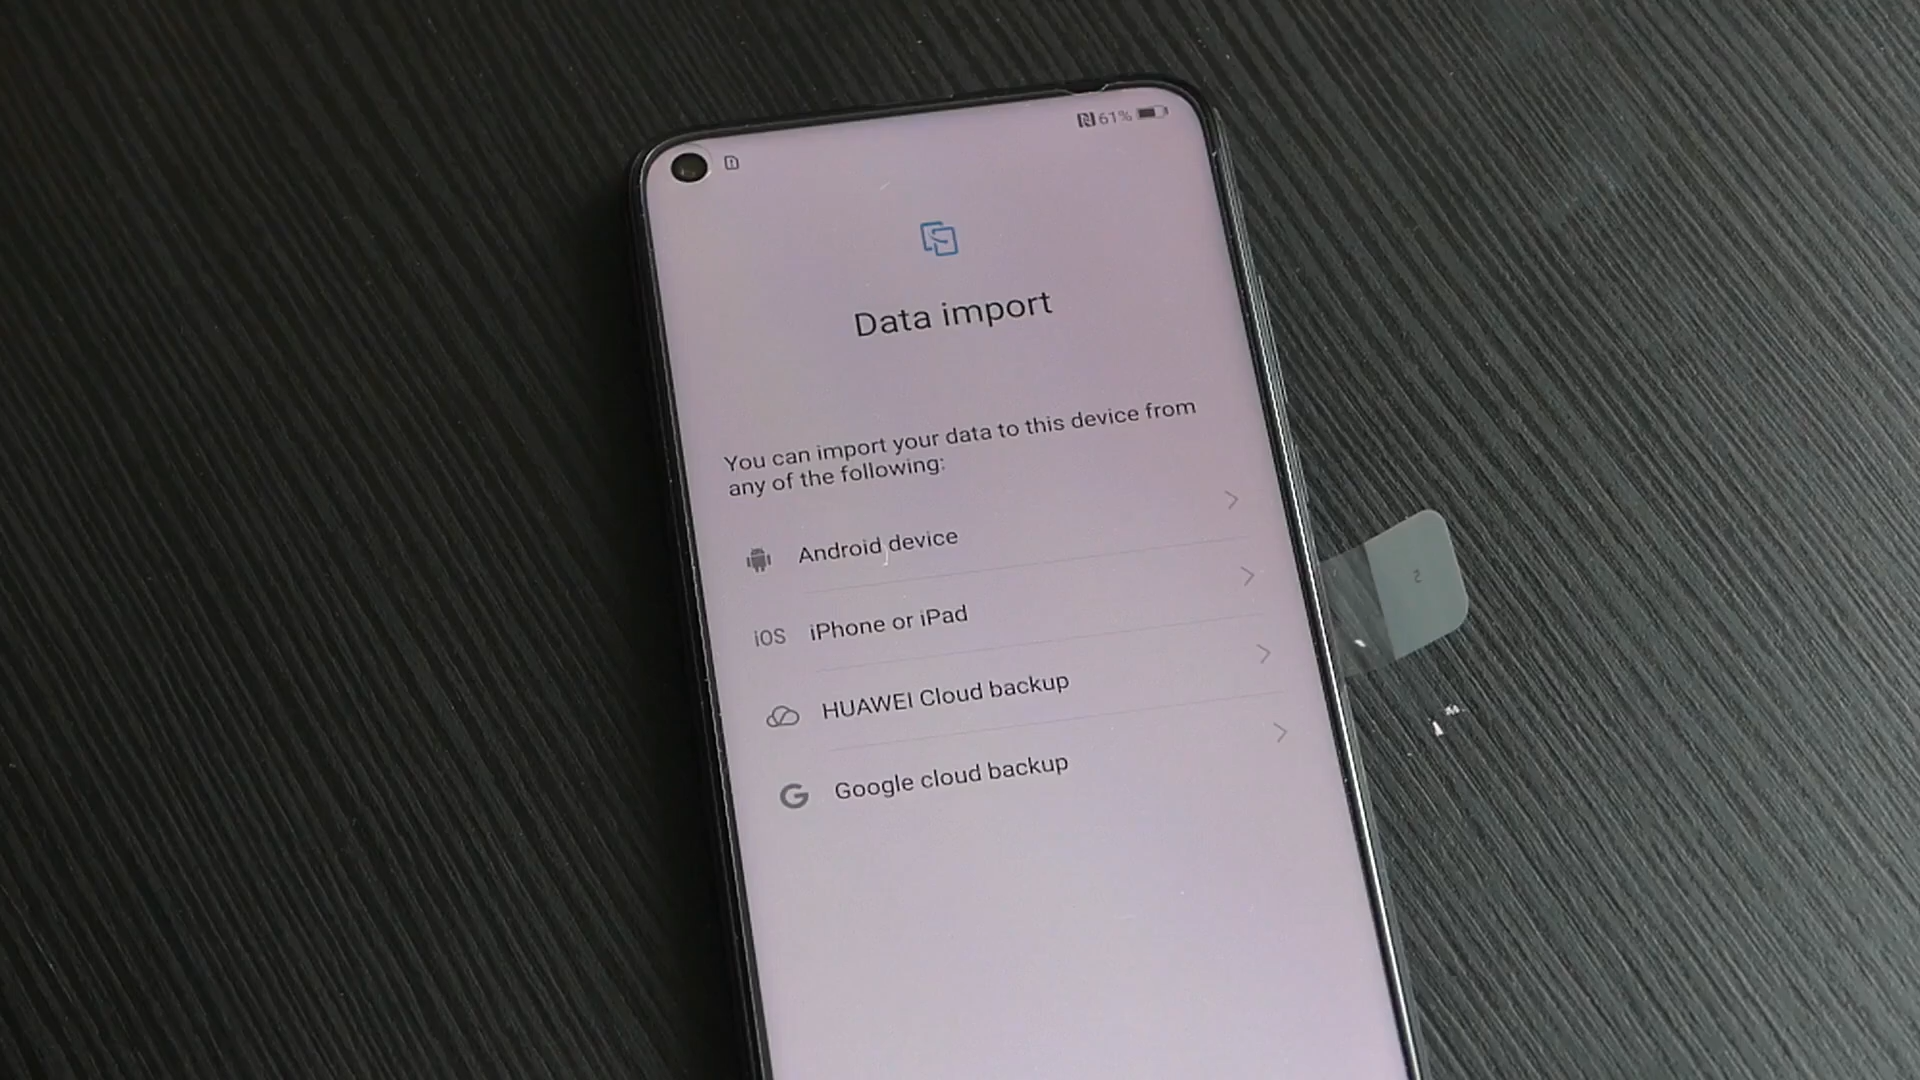 61%
Data import
You can import your data to this device from
any of the following:
Android device
iOS iPhone or iPad
HUAWEI Cloud backup
G Google cloud backup
2